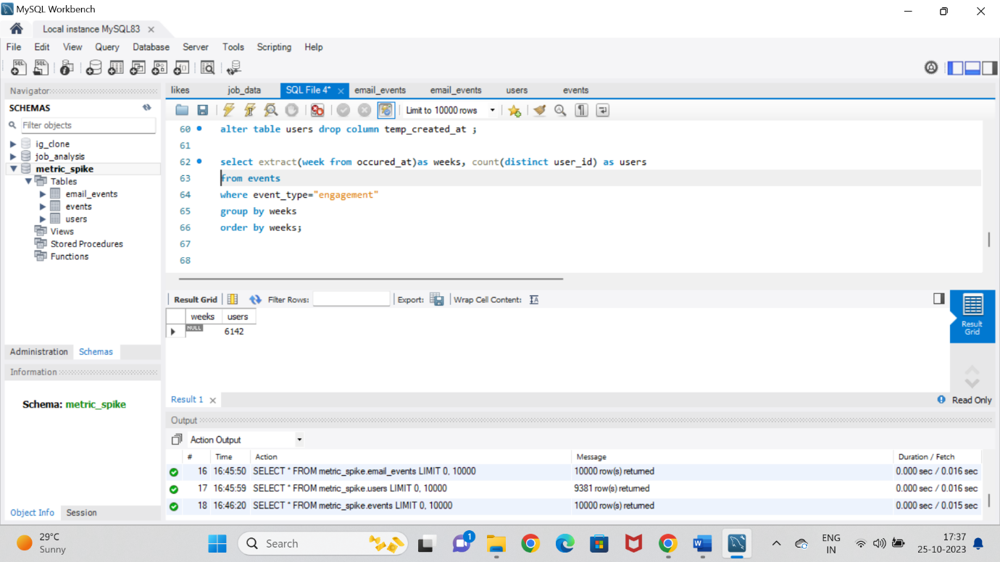 MySQL Workbench
Local instance MySQL83
File Edit View Query Database Server Tools Scripting Help
Navigator
SCHEMAS
Filter objects
ig_clone
job_analysis
metric_spike
Tables
email_events
events
users
Views
Stored Procedures
Functions
Administration Schemas
Information
Schema: metric_spike
Object Info Session
likes job_data SQL File 4* email_events email_events users events
Limit to 10000 rows
60 alter table users drop column temp_created_at ;
61
62 select extract(week from occured_at)as weeks, count(distinct user_id) as users
63 from events
64 where event_type="engagement"
65 group by weeks
66 order by weeks;
67
68
Result Grid Filter Rows: Export: Wrap Cell Content:
weeks users
NULL 6142
Result
Grid
Result 1
Read Only
Output
Action Output
# Time Action Message Duration / Fetch
16 16:45:50 SELECT * FROM metric_spike.email_events LIMIT 0, 10000 10000 row(s) returned 0.000 sec / 0.016 sec
17 16:45:59 SELECT * FROM metric_spike.users LIMIT 0, 10000 9381 row(s) returned 0.000 sec / 0.016 sec
18 16:46:20 SELECT * FROM metric_spike.events LIMIT 0, 10000 10000 row(s) returned 0.000 sec / 0.015 sec
29°C
Sunny
Search
1
ENG
IN
17:37
25-10-2023